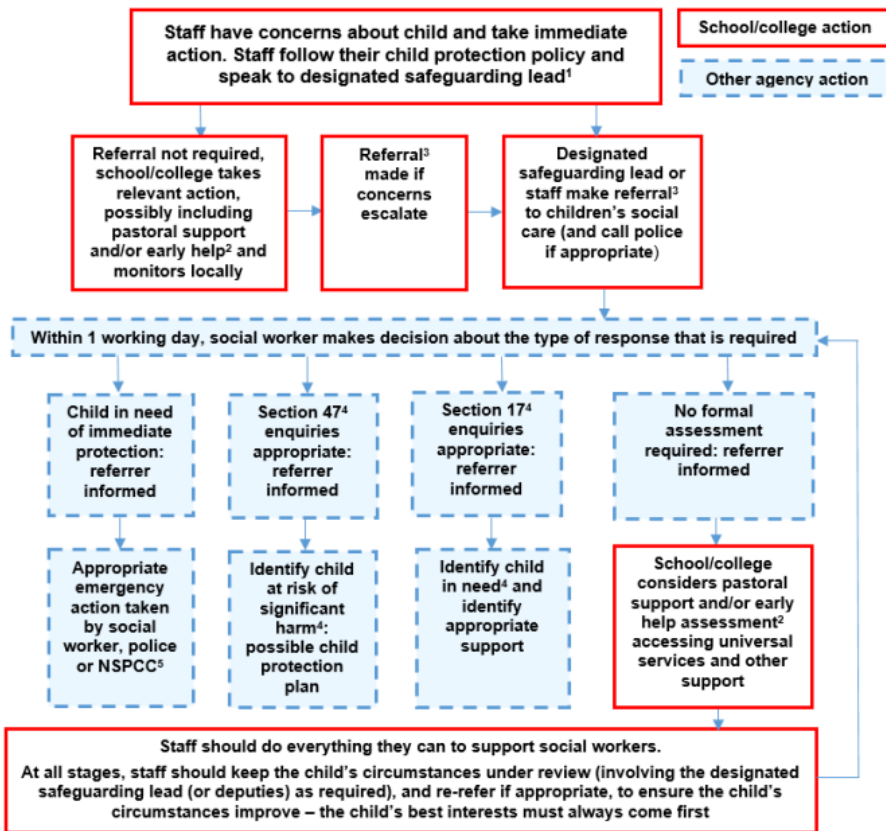 Staff have concerns about child and take immediate
action. Staff follow their child protection policy and
speak to designated safeguarding lead¹
School/college action
Other agency action
Referral not required,
school/college takes
relevant action,
possibly including
pastoral support
and/or early help² and
monitors locally
Referral³
made if
concerns
escalate
Designated
safeguarding lead or
staff make referral³
to children’s social
care (and call police
if appropriate)
Within 1 working day, social worker makes decision about the type of response that is required
Child in need
of immediate
protection:
referrer
informed
Section 47⁴
enquiries
appropriate:
referrer
informed
Section 17⁴
enquiries
appropriate:
referrer
informed
No formal
assessment
required: referrer
informed
Appropriate
emergency
action taken
by social
worker, police
or NSPCC⁵
Identify child
at risk of
significant
harm⁴:
possible child
protection
plan
Identify child
in need⁴ and
identify
appropriate
support
School/college
considers pastoral
support and/or early
help assessment²
accessing universal
services and other
support
Staff should do everything they can to support social workers.
At all stages, staff should keep the child’s circumstances under review (involving the designated
safeguarding lead (or deputies) as required), and re-refer if appropriate, to ensure the child’s
circumstances improve – the child’s best interests must always come first